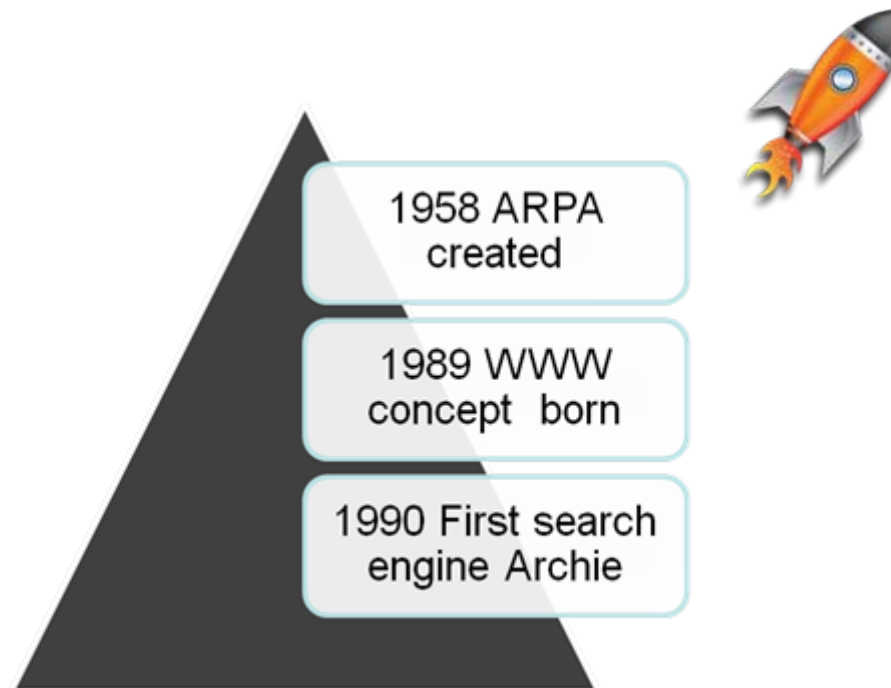 1958 ARPA
created
1989 WWW
concept born
1990 First search
engine Archie